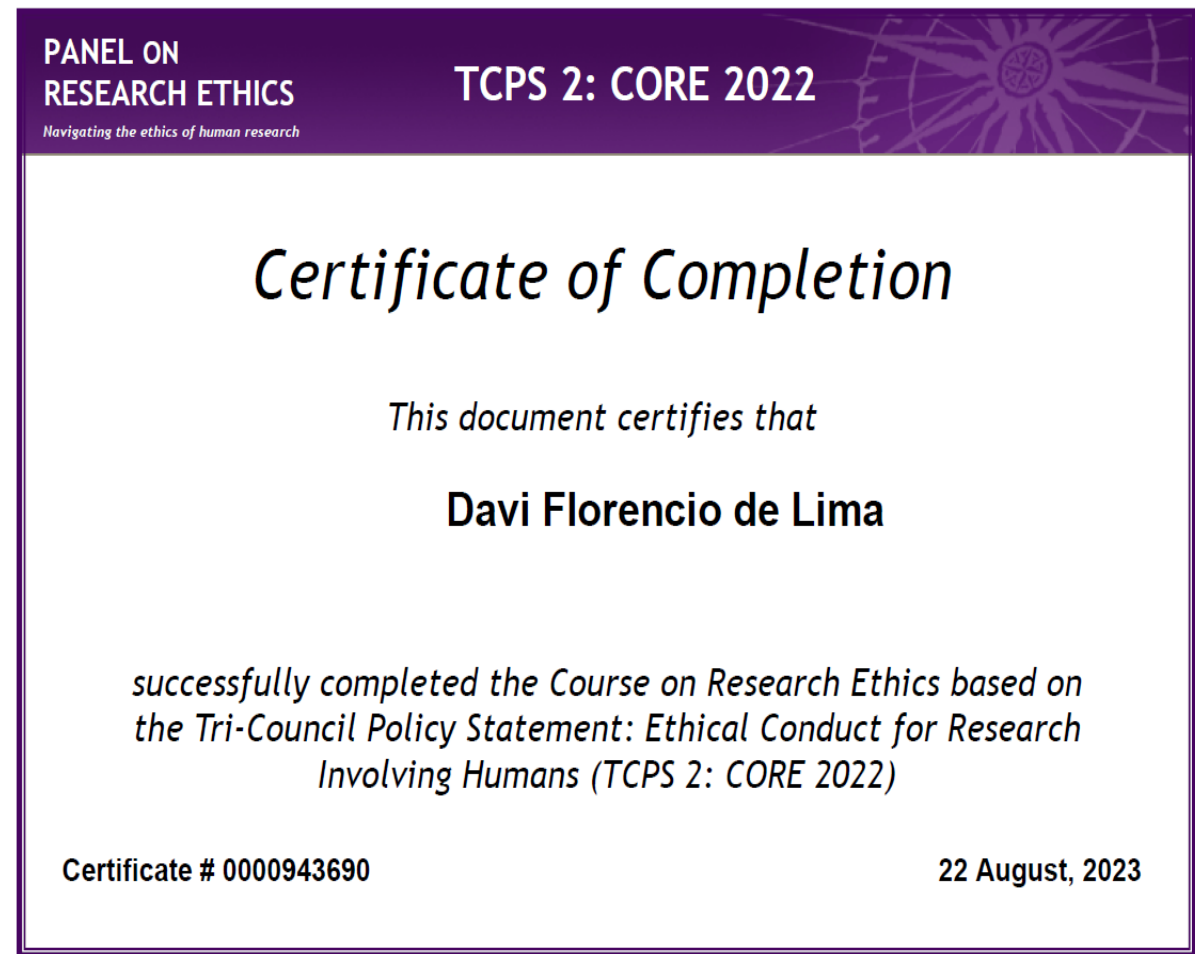 PANEL ON
RESEARCH ETHICS
Navigating the ethics of human research
TCPS 2: CORE 2022
Certificate of Completion
This document certifies that
Davi Florencio de Lima
successfully completed the Course on Research Ethics based on
the Tri-Council Policy Statement: Ethical Conduct for Research
Involving Humans (TCPS 2: CORE 2022)
Certificate # 0000943690
22 August, 2023